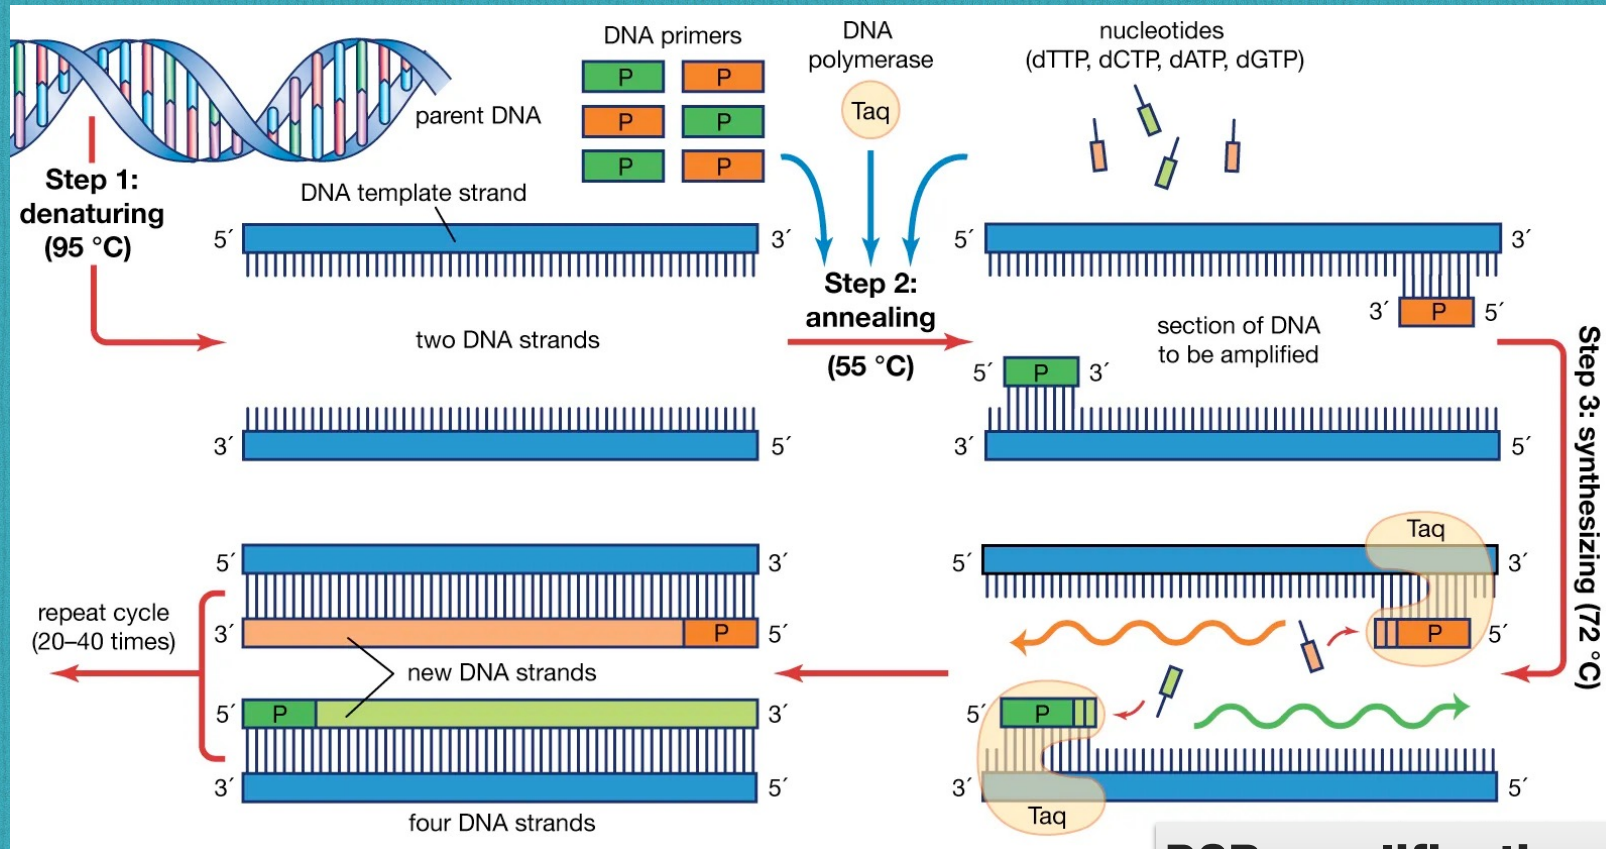 DNA primers
P
P
P
P
P
P
DNA
polymerase
Taq
nucleotides
(dTTP, dCTP, dATP, dGTP)
parent DNA
Step 1:
denaturing
(95 °C)
DNA template strand
5′
3′
two DNA strands
3′
5′
Step 2:
annealing
(55 °C)
5′
3′
3′
P
5′
section of DNA
to be amplified
5′
P
3′
3′
5′
Step 3: synthesizing (72 °C)
Taq
5′
3′
P
5′
5′
P
3′
5′
Taq
5′
3′
3′
P
5′
new DNA strands
5′
P
3′
3′
5′
four DNA strands
repeat cycle
(20–40 times)